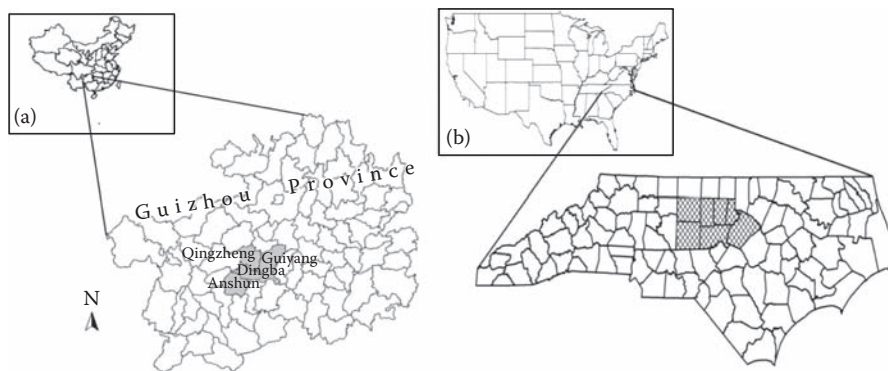 (a)
(b)
Guizhou Province
Qingzheng
Guiyang
Dingba
Anshun
N